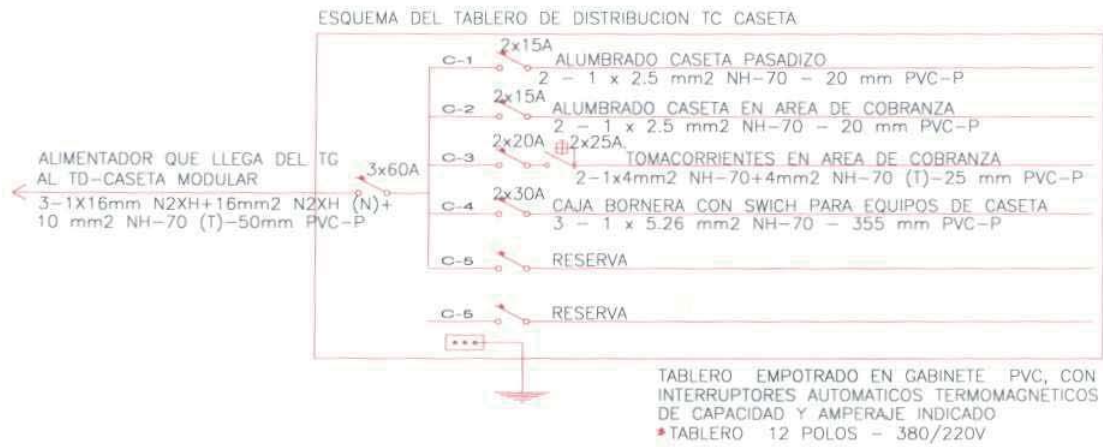 ESQUEMA DEL TABLERO DE DISTRIBUCION TC CASETA
C-1 2x15A ALUMBRADO CASETA PASADIZO
2 - 1 x 2.5 mm2 NH-70 - 20 mm PVC-P
C-2 2x15A ALUMBRADO CASETA EN AREA DE COBRANZA
2 - 1 x 2.5 mm2 NH-70 - 20 mm PVC-P
C-3 2x20A 2x25A. TOMACORRIENTES EN AREA DE COBRANZA
2-1x4mm2 NH-70+4mm2 NH-70 (T)-25 mm PVC-P
ALIMENTADOR QUE LLEGA DEL TG
AL TD-CASETA MODULAR
3x60A
3-1X16mm N2XH+16mm2 N2XH (N)+
10 mm2 NH-70 (T)-50mm PVC-P
C-4 2x30A CAJA BORNERA CON SWICH PARA EQUIPOS DE CASETA
3 - 1 x 5.26 mm2 NH-70 - 355 mm PVC-P
C-5 RESERVA
C-6 RESERVA
TABLERO EMPOTRADO EN GABINETE PVC, CON
INTERRUPTORES AUTOMATICOS TERMOMAGNETICOS
DE CAPACIDAD Y AMPERAJE INDICADO
*TABLERO 12 POLOS - 380/220V